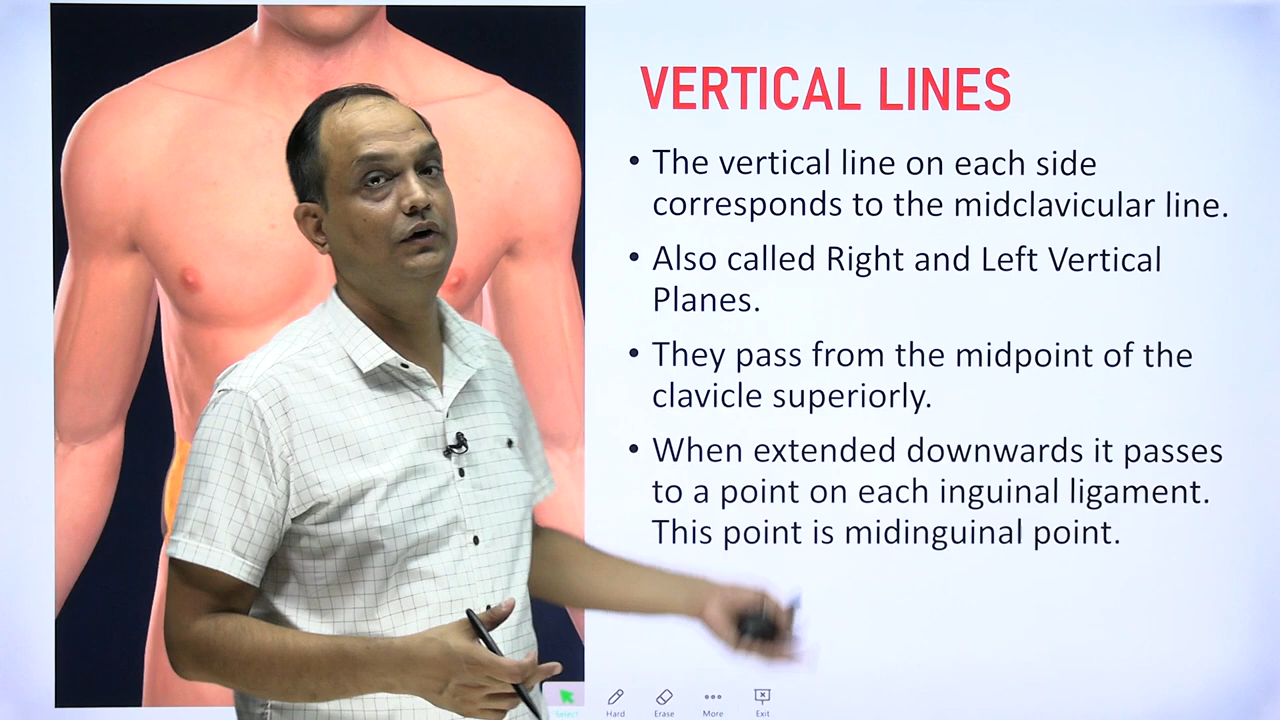 VERTICAL LINES
• The vertical line on each side
corresponds to the midclavicular line.
• Also called Right and Left Vertical
Planes.
• They pass from the midpoint of the
clavicle superiorly.
• When extended downwards it passes
to a point on each inguinal ligament.
This point is midinguinal point.
Select Hard Erase More Exit